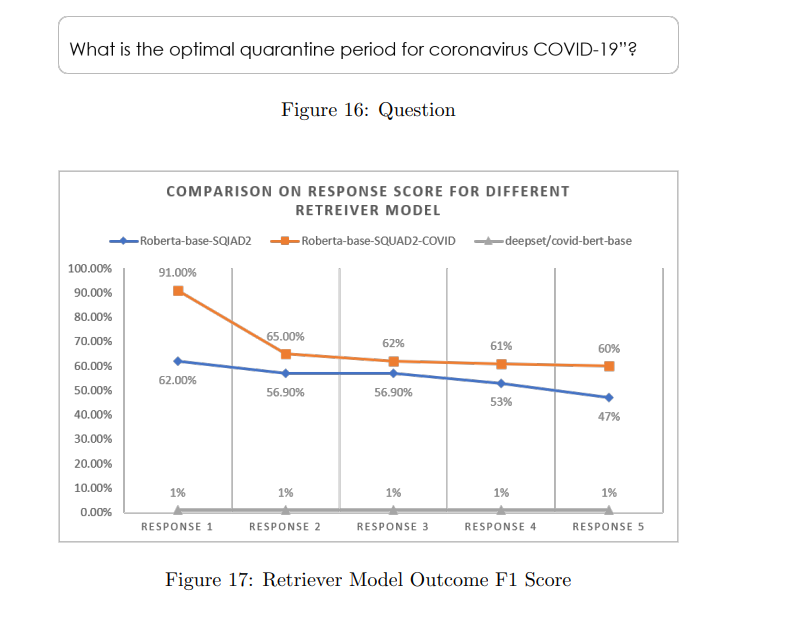 What is the optimal quarantine period for coronavirus COVID-19”?
Figure 16: Question
COMPARISON ON RESPONSE SCORE FOR DIFFERENT
RETREIVER MODEL
Roberta-base-SQIAD2 Roberta-base-SQUAD2-COVID deepset/covid-bert-base
100.00%
90.00%
80.00%
70.00%
60.00%
50.00%
40.00%
30.00%
20.00%
10.00%
0.00%
91.00%
65.00%
62%
61%
60%
62.00%
56.90%
56.90%
53%
47%
1% 1% 1% 1% 1%
RESPONSE 1 RESPONSE 2 RESPONSE 3 RESPONSE 4 RESPONSE 5
Figure 17: Retriever Model Outcome F1 Score